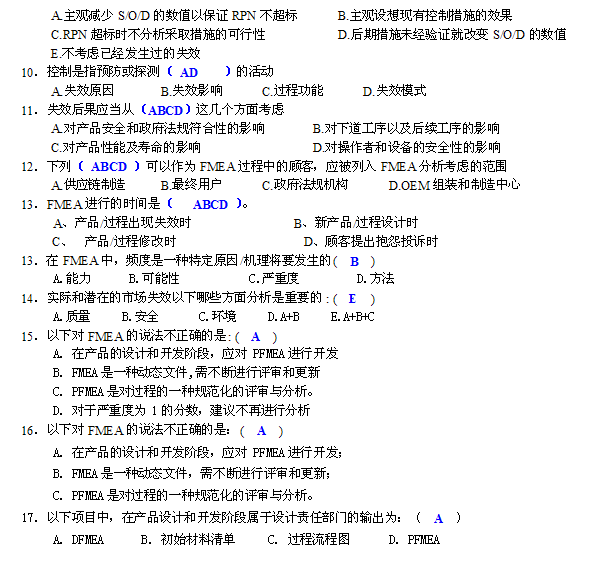 A.主观减少 S/O/D 的数值以保证 RPN 不超标 B.主观设想现有控制措施的效果
C.RPN 超标时不分析采取措施的可行性 D.后期措施未经验证就改变 S/O/D 的数值
E.不考虑已经发生过的失效
10．控制是指预防或探测（ AD ）的活动
A.失效原因 B.失效影响 C.过程功能 D.失效模式
11．失效后果应当从（ABCD）这几个方面考虑
A.对产品安全和政府法规符合性的影响 B.对下道工序以及后续工序的影响
C.对产品性能及寿命的影响 D.对操作者和设备的安全性的影响
12．下列（ ABCD ）可以作为 FMEA 过程中的顾客，应被列入 FMEA 分析考虑的范围
A.供应链制造 B.最终用户 C.政府法规机构 D.OEM 组装和制造中心
13．FMEA 进行的时间是（ ABCD ）。
A、产品/过程出现失效时 B、新产品/过程设计时
C、 产品/过程修改时 D、顾客提出抱怨投诉时
13．在 FMEA 中，频度是一种特定原因/机理将要发生的( B )
A.能力 B.可能性 C.严重度 D.方法
14．实际和潜在的市场失效以下哪些方面分析是重要的：( E )
A.质量 B.安全 C.环境 D.A+B E.A+B+C
15．以下对 FMEA 的说法不正确的是：( A )
A. 在产品的设计和开发阶段，应对 PFMEA 进行开发
B. FMEA 是一种动态文件,需不断进行评审和更新
C. PFMEA 是对过程的一种规范化的评审与分析。
D. 对于严重度为 1 的分数，建议不再进行分析
16．以下对 FMEA 的说法不正确的是：( A )
A. 在产品的设计和开发阶段，应对 PFMEA 进行开发；
B. FMEA 是一种动态文件，需不断进行评审和更新；
C. PFMEA 是对过程的一种规范化的评审与分析。
17．以下项目中，在产品设计和开发阶段属于设计责任部门的输出为：（ A ）
A. DFMEA B. 初始材料清单 C. 过程流程图 D. PFMEA